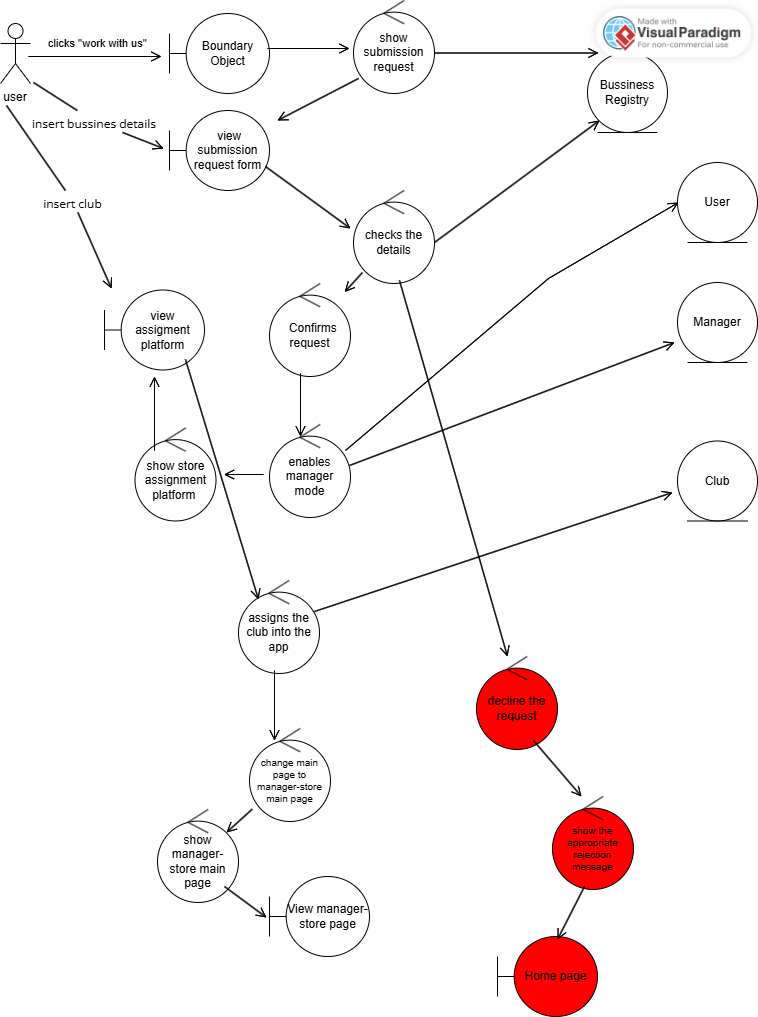 Made with
Visual Paradigm
For non-commercial use
clicks "work with us"
Boundary
Object
show
submission
request
user
Bussiness
Registry
insert bussines details
view
submission
request form
insert club
checks the
details
User
view
assigment
platform
Confirms
request
Manager
show store
assignment
platform
enables
manager
mode
Club
assigns the
club into the
app
decline the
request
change main
page to
manager-store
main page
show the
appropriate
rejection
message
show
manager-
store main
page
View manager-
store page
Home page